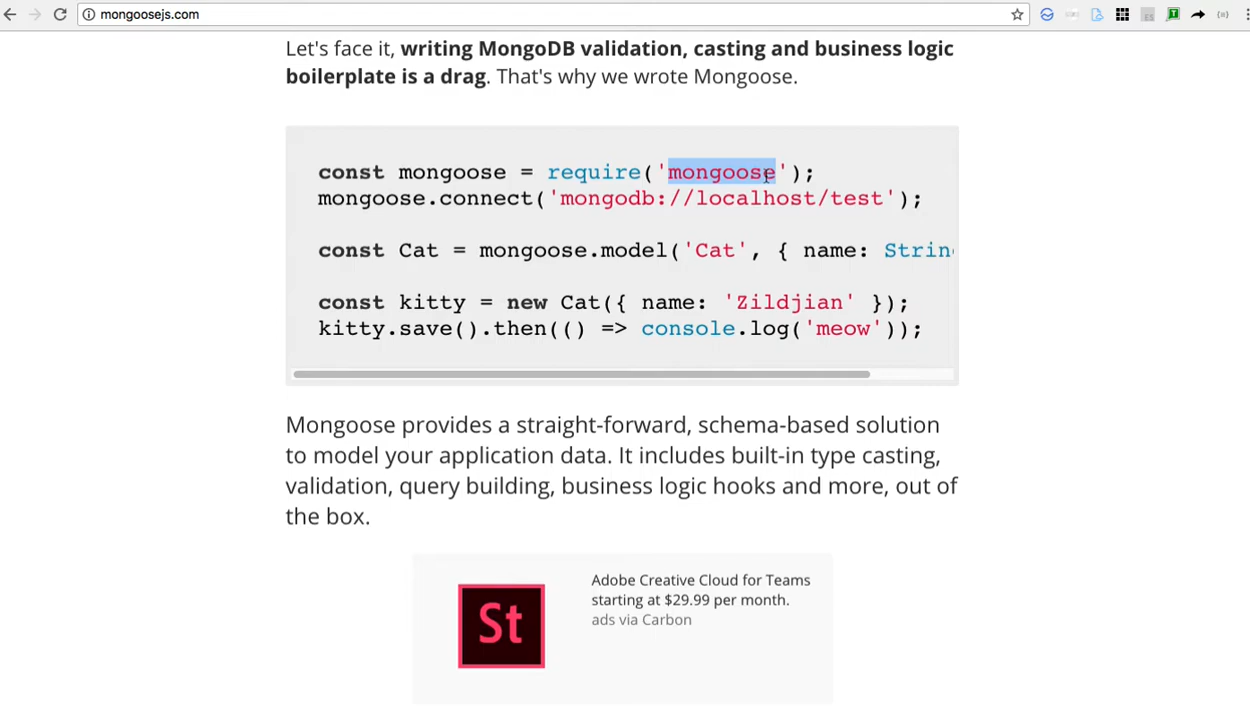 mongoosejs.com
Let's face it, writing MongoDB validation, casting and business logic
boilerplate is a drag. That's why we wrote Mongoose.
const mongoose = require('mongoose');
mongoose.connect('mongodb://localhost/test');
const Cat = mongoose.model('Cat', { name: Strin
const kitty = new Cat({ name: 'Zildjian' });
kitty.save().then(() => console.log('meow'));
Mongoose provides a straight-forward, schema-based solution
to model your application data. It includes built-in type casting,
validation, query building, business logic hooks and more, out of
the box.
St
Adobe Creative Cloud for Teams
starting at $29.99 per month.
ads via Carbon